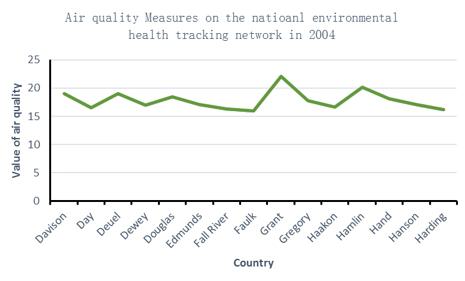 Air quality Measures on the natioanl environmental
health tracking network in 2004
Value of air quality
25
20
15
10
5
0
Davison
Day
Deuel
Dewey
Douglas
Edmunds
Fall River
Faulk
Grant
Gregory
Haakon
Hamlin
Hand
Hanson
Harding
Country